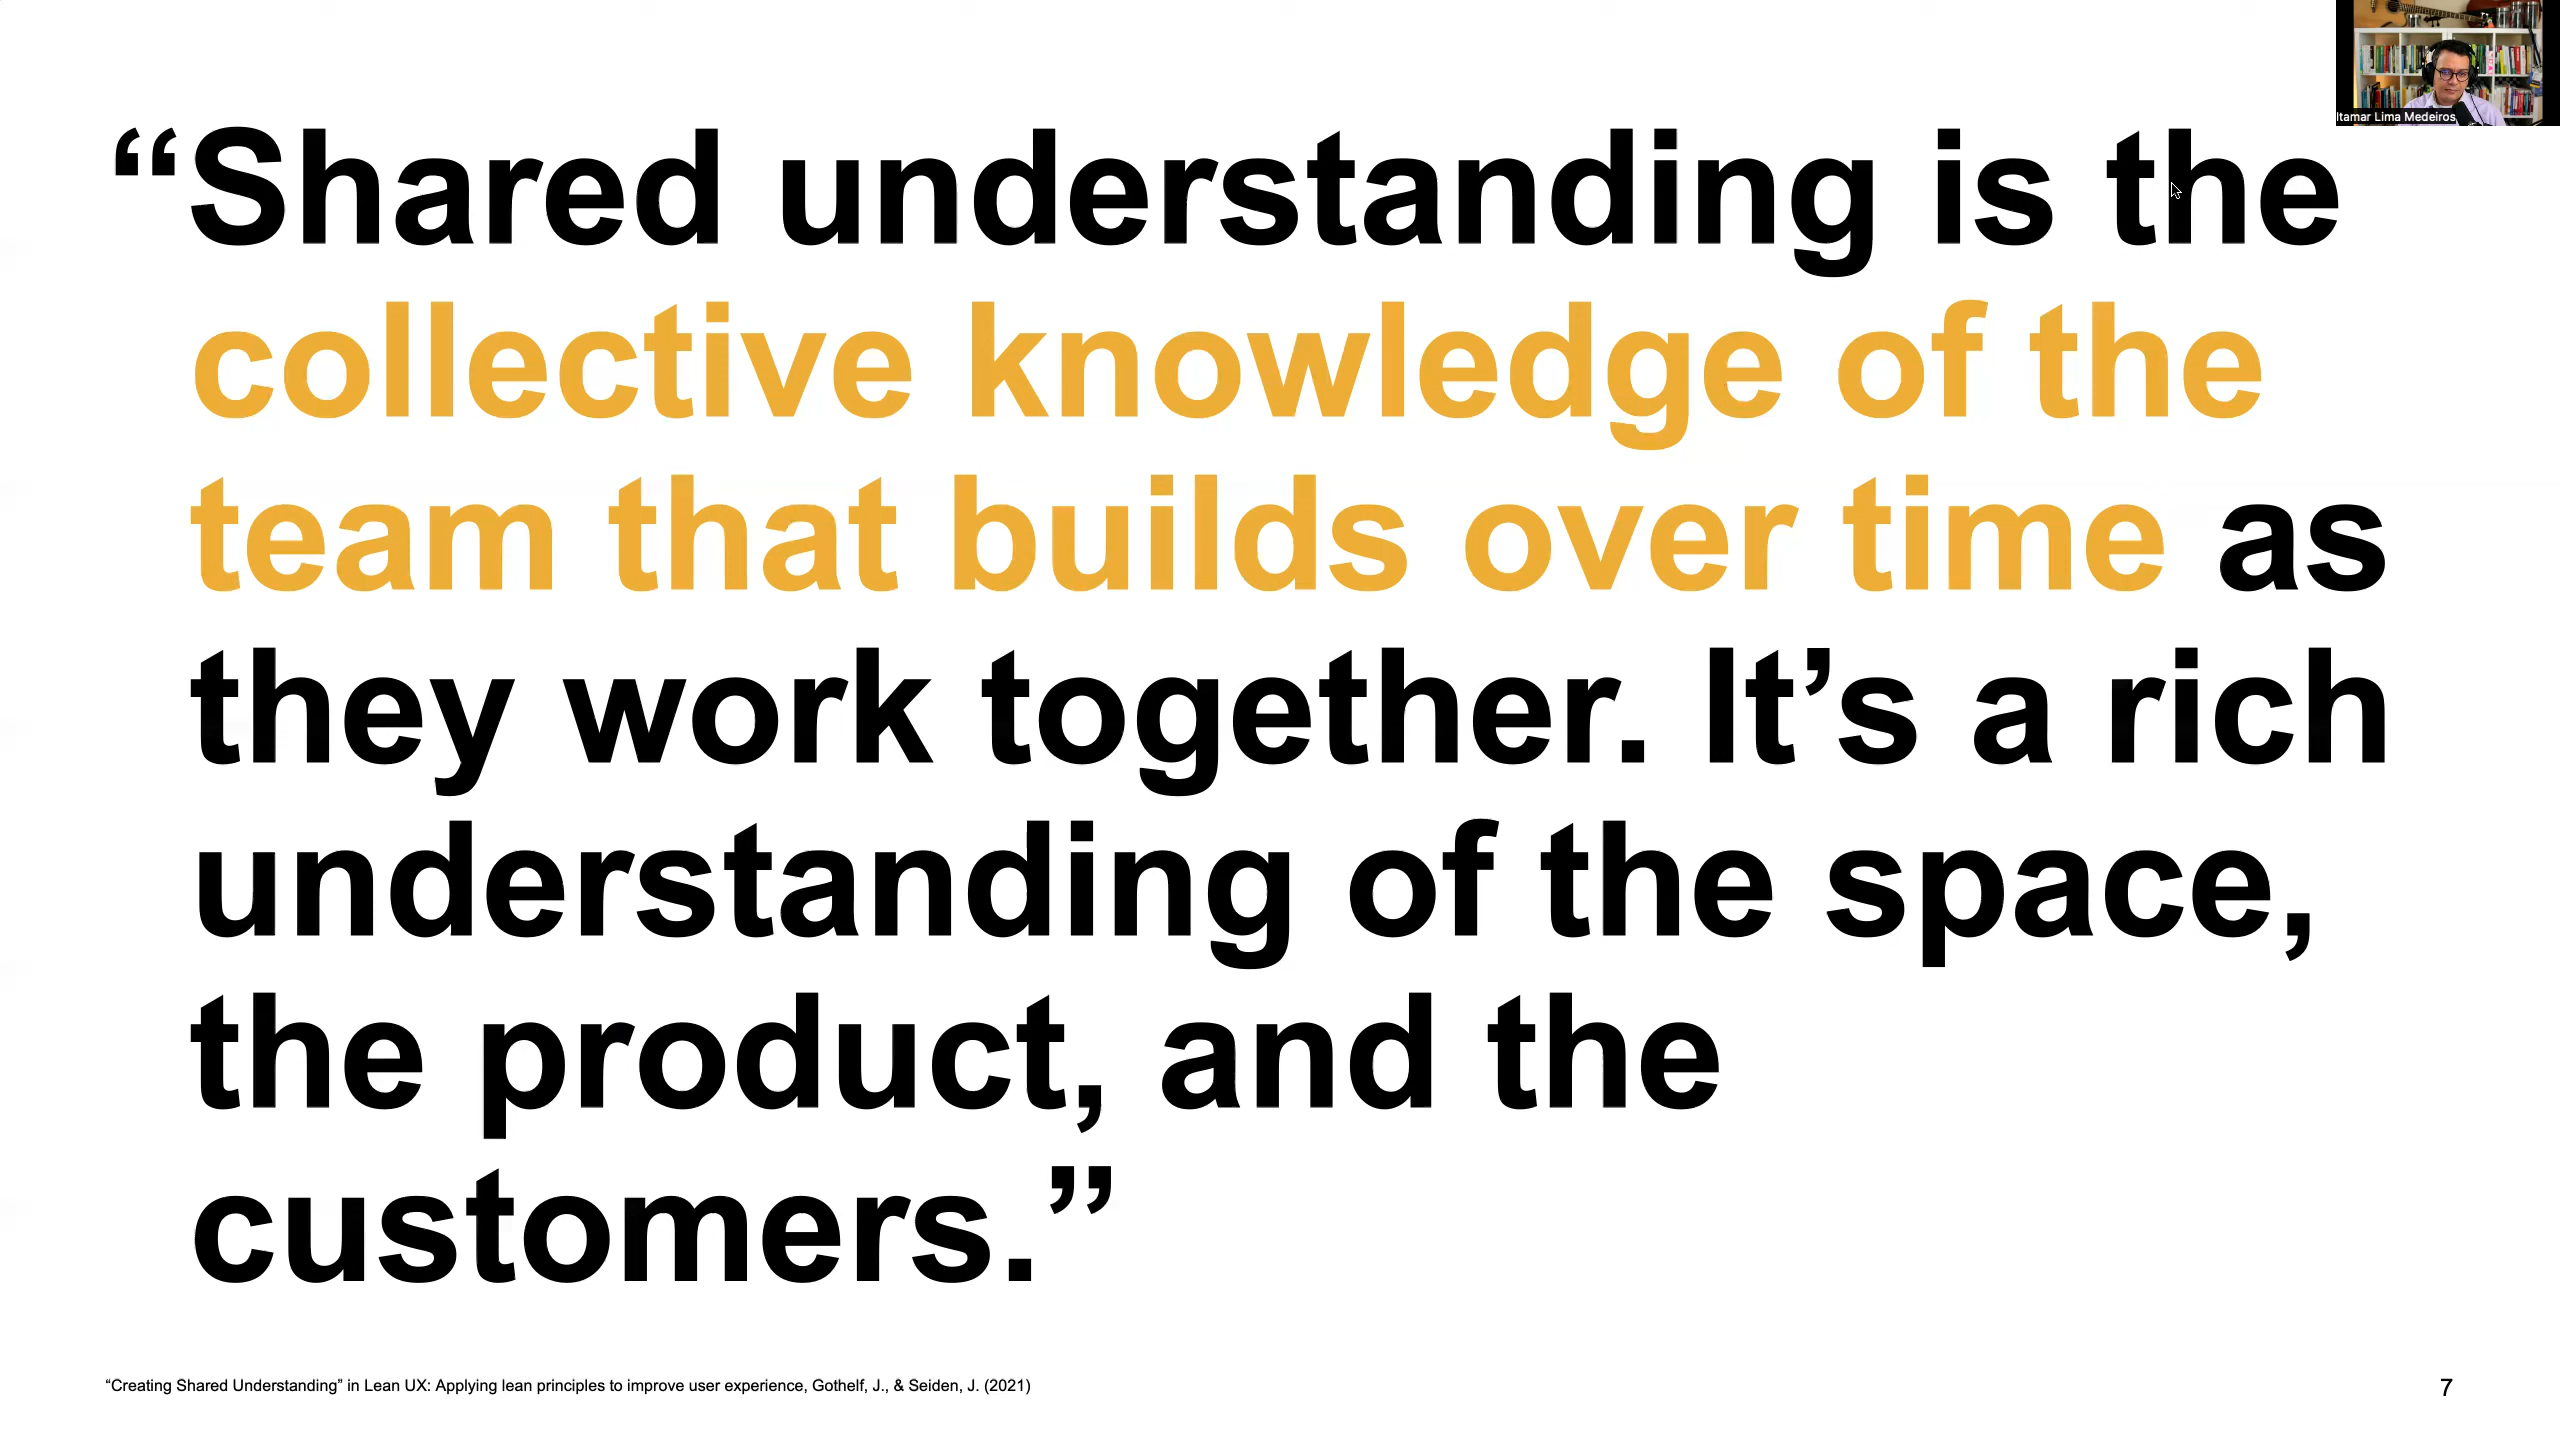 Itamar Lima Medeiros
“Shared understanding is the
collective knowledge of the
team that builds over time as
they work together. It’s a rich
understanding of the space,
the product, and the
customers.”
“Creating Shared Understanding” in Lean UX: Applying lean principles to improve user experience, Gothelf, J., & Seiden, J. (2021)
7